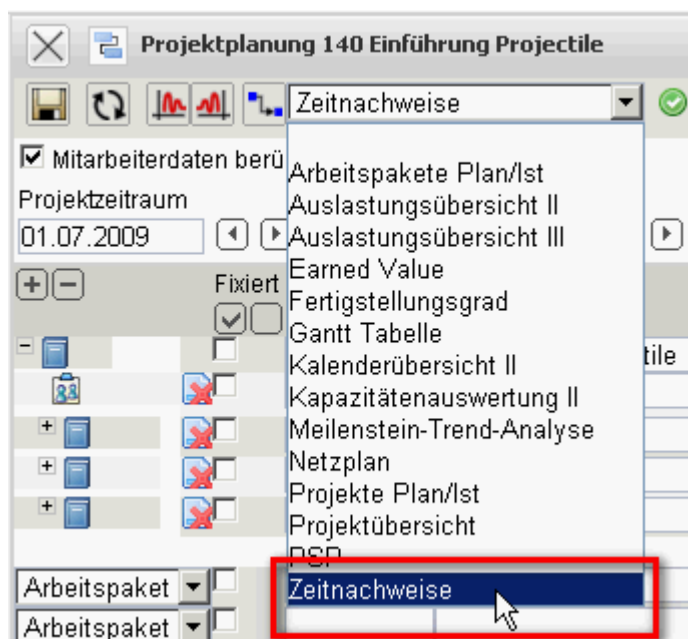 Projektplanung 140 Einführung Projectile
Zeitnachweise
Mitarbeiterdaten berü
Projektzeitraum
01.07.2009
Fixiert
Arbeitspakete Plan/Ist
Auslastungsübersicht II
Auslastungsübersicht III
Earned Value
Fertigstellungsgrad
Gantt Tabelle
Kalenderübersicht II
Kapazitätenauswertung II
Meilenstein-Trend-Analyse
Netzplan
Projekte Plan/Ist
Projektübersicht
PSP
Zeitnachweise
tile
Arbeitspaket
Arbeitspaket